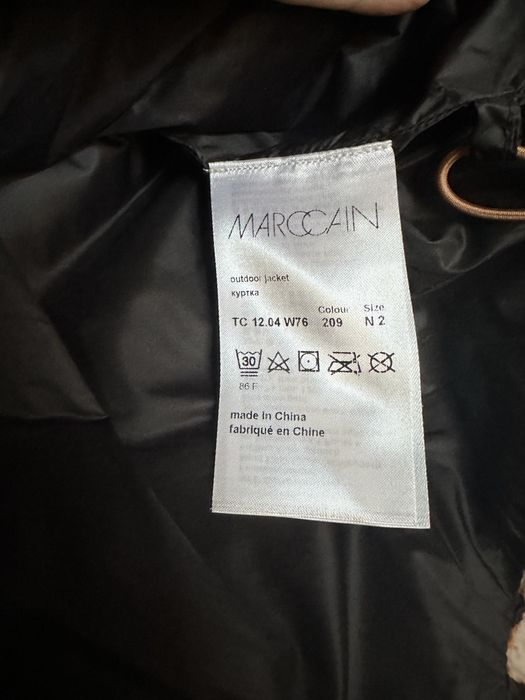 MARCCAIN
outdoor jacket
куртка
Colour Size
TC 12.04 W76 209 N 2
30
86 F
made in China
fabriqué en Chine